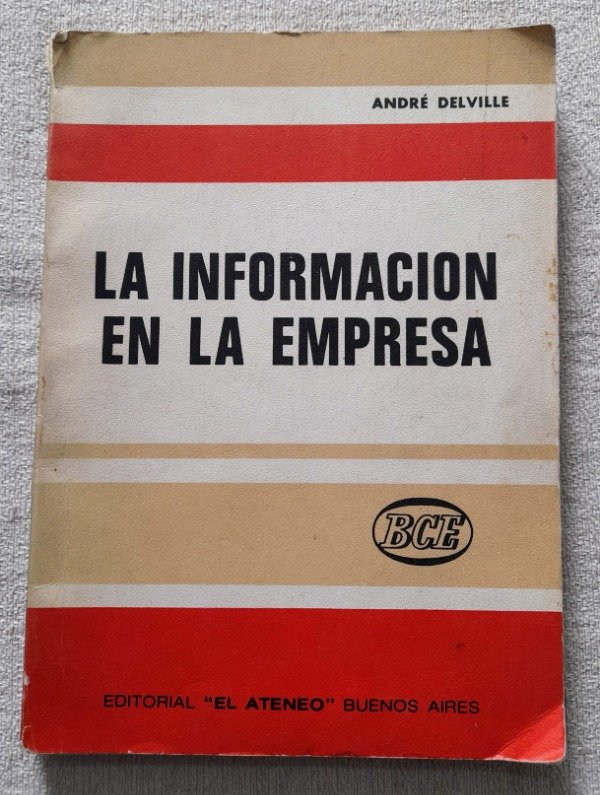 ANDRÉ DELVILLE
LA INFORMACION
EN LA EMPRESA
BCE
EDITORIAL "EL ATENEO" BUENOS AIRES